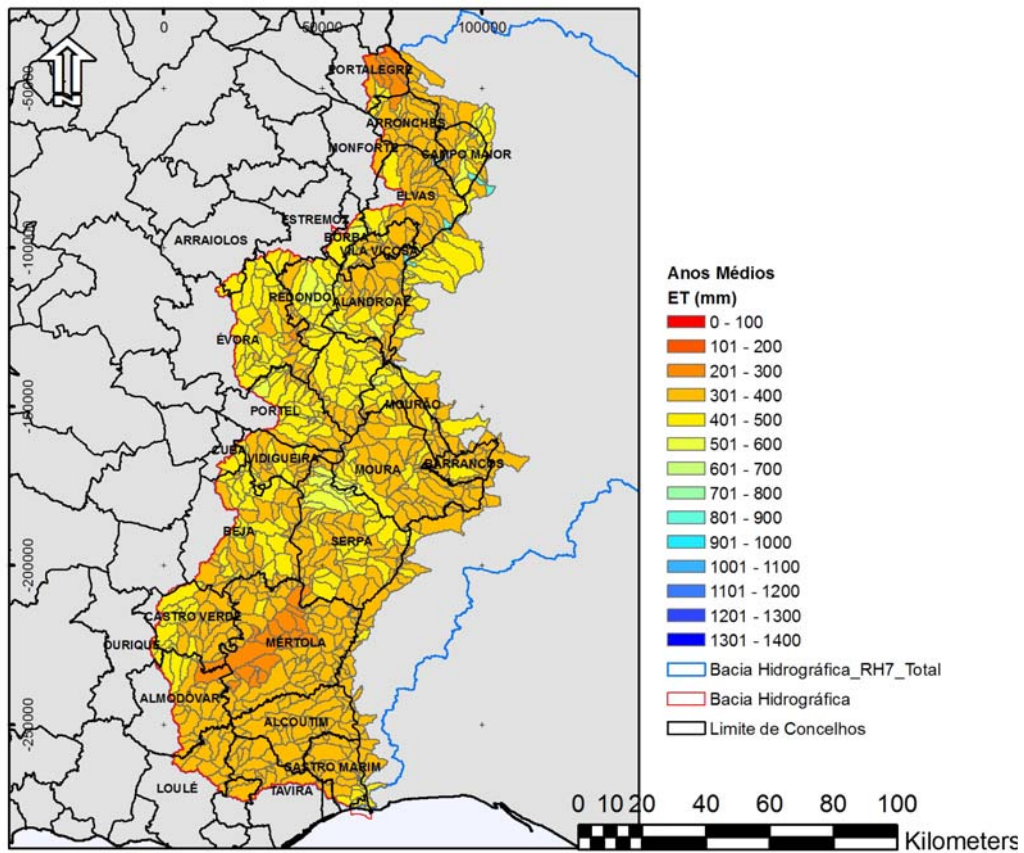 0 50000 100000
-50000
-100000
-150000
-200000
-250000
N
PORTALEGRE
ARRONCHES
MONFORTE
CAMPO MAIOR
ELVAS
ESTREMOZ
BORBA
ARRAIOLOS
VILA VIÇOSA
REDONDO
ALANDROAL
ÉVORA
MOURÃO
PORTEL
CUBA
VIDIGUEIRA
MOURA
BARRANCOS
BEJA
SERPA
CASTRO VERDE
OURIQUE
MÉRTOLA
ALMODÔVAR
ALCOUTIM
CASTRO MARIM
LOULÉ
TAVIRA
Anos Médios
ET (mm)
0 - 100
101 - 200
201 - 300
301 - 400
401 - 500
501 - 600
601 - 700
701 - 800
801 - 900
901 - 1000
1001 - 1100
1101 - 1200
1201 - 1300
1301 - 1400
Bacia Hidrográfica_RH7_Total
Bacia Hidrográfica
Limite de Concelhos
0 10 20 40 60 80 100
Kilometers